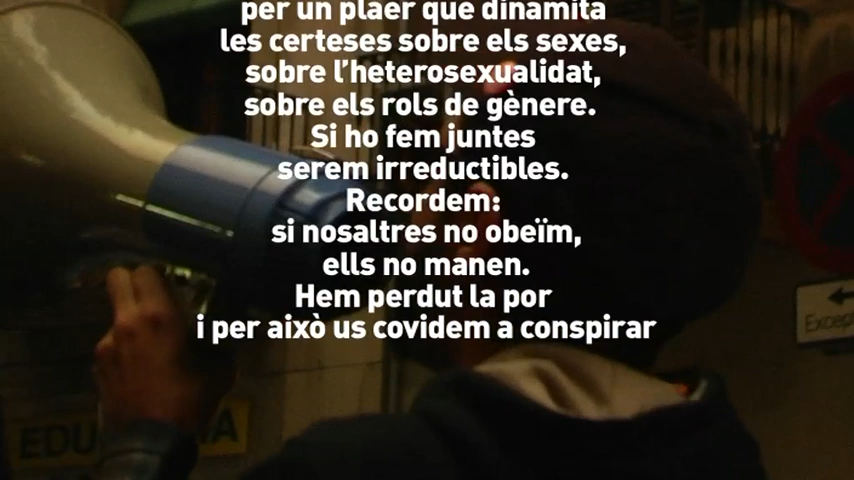 per un plaer que dinamita
les certeses sobre els sexes,
sobre l'heterosexualidat,
sobre els rols de gènere.
Si ho fem juntes
serem irreductibles.
Recordem:
si nosaltres no obeïm,
ells no manen.
Hem perdut la por
i per això us covidem a conspirar
Excep
EDU A